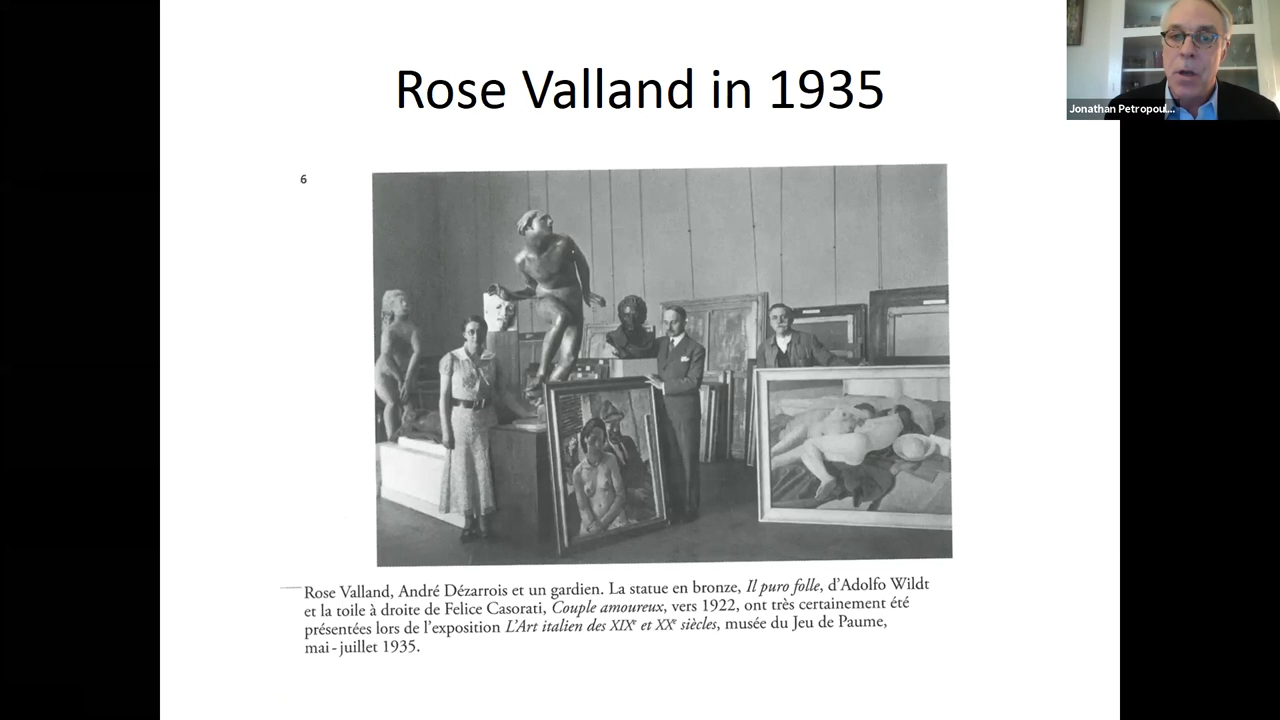 Rose Valland in 1935
Jonathan Petropoul...
6
Rose Valland, André Dézarrois et un gardien. La statue en bronze, Il puro folle, d’Adolfo Wildt
et la toile à droite de Felice Casorati, Couple amoureux, vers 1922, ont très certainement été
présentées lors de l’exposition L’Art italien des XIXe et XXe siècles, musée du Jeu de Paume,
mai - juillet 1935.